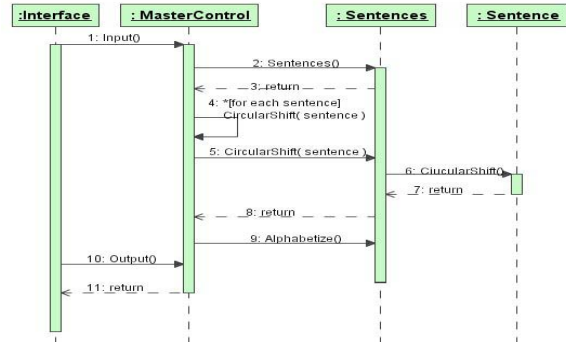 :Interface
: MasterControl
: Sentences
: Sentence
1: Input()
2: Sentences()
3: return
4: *[for each sentence]
CircularShift( sentence )
5: CircularShift( sentence )
6: CiucularShift()
7: return
8: return
9: Alphabetize()
10: Output()
11: return